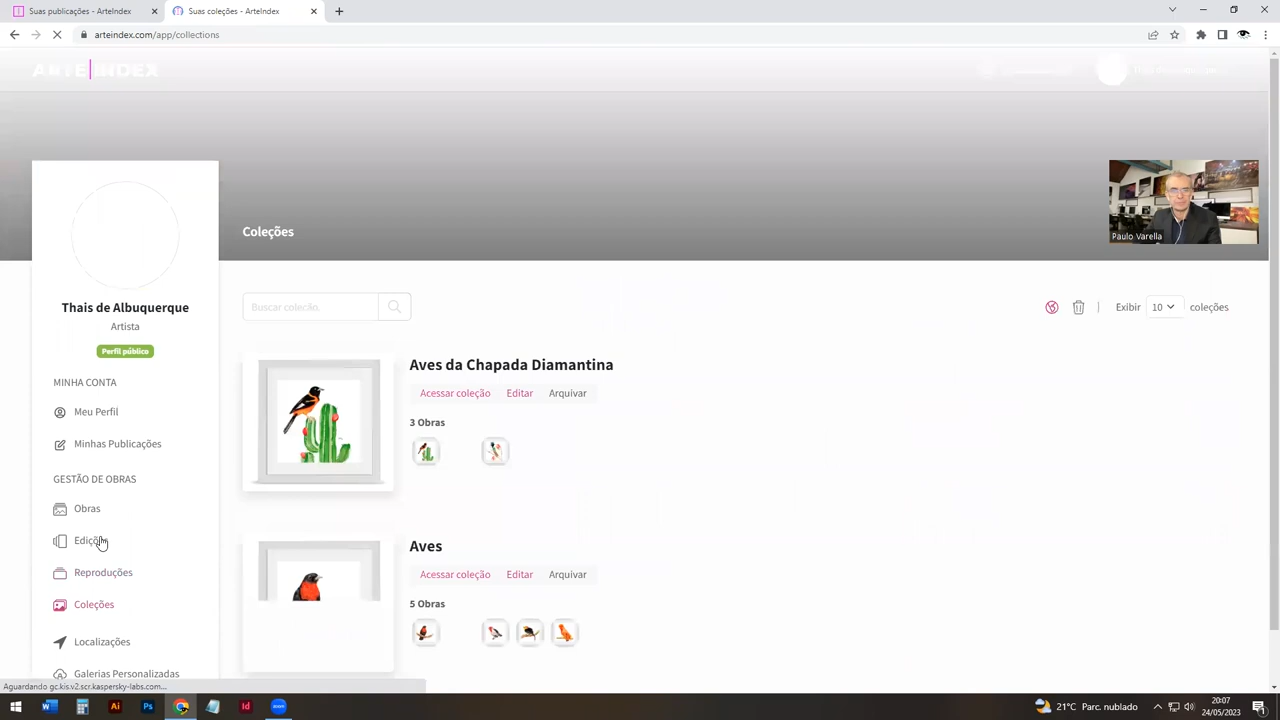 Suas publicações - ArteIndex
Suas coleções - ArteIndex
arteindex.com/app/collections
ARTE|INDEX
Coleções
Paulo Varella
Thais de Albuquerque
Artista
Perfil público
MINHA CONTA
Meu Perfil
Minhas Publicações
GESTÃO DE OBRAS
Obras
Reproduções
Coleções
Localizações
Galerias Personalizadas
Buscar coleção.
Exibir 10 coleções
Aves da Chapada Diamantina
Acessar coleção Editar Arquivar
3 Obras
Aves
Acessar coleção Editar Arquivar
5 Obras
Aguardando gc.kis.v2.scr.kaspersky-labs.com...
21°C Parc. nublado
20:07
24/05/2023